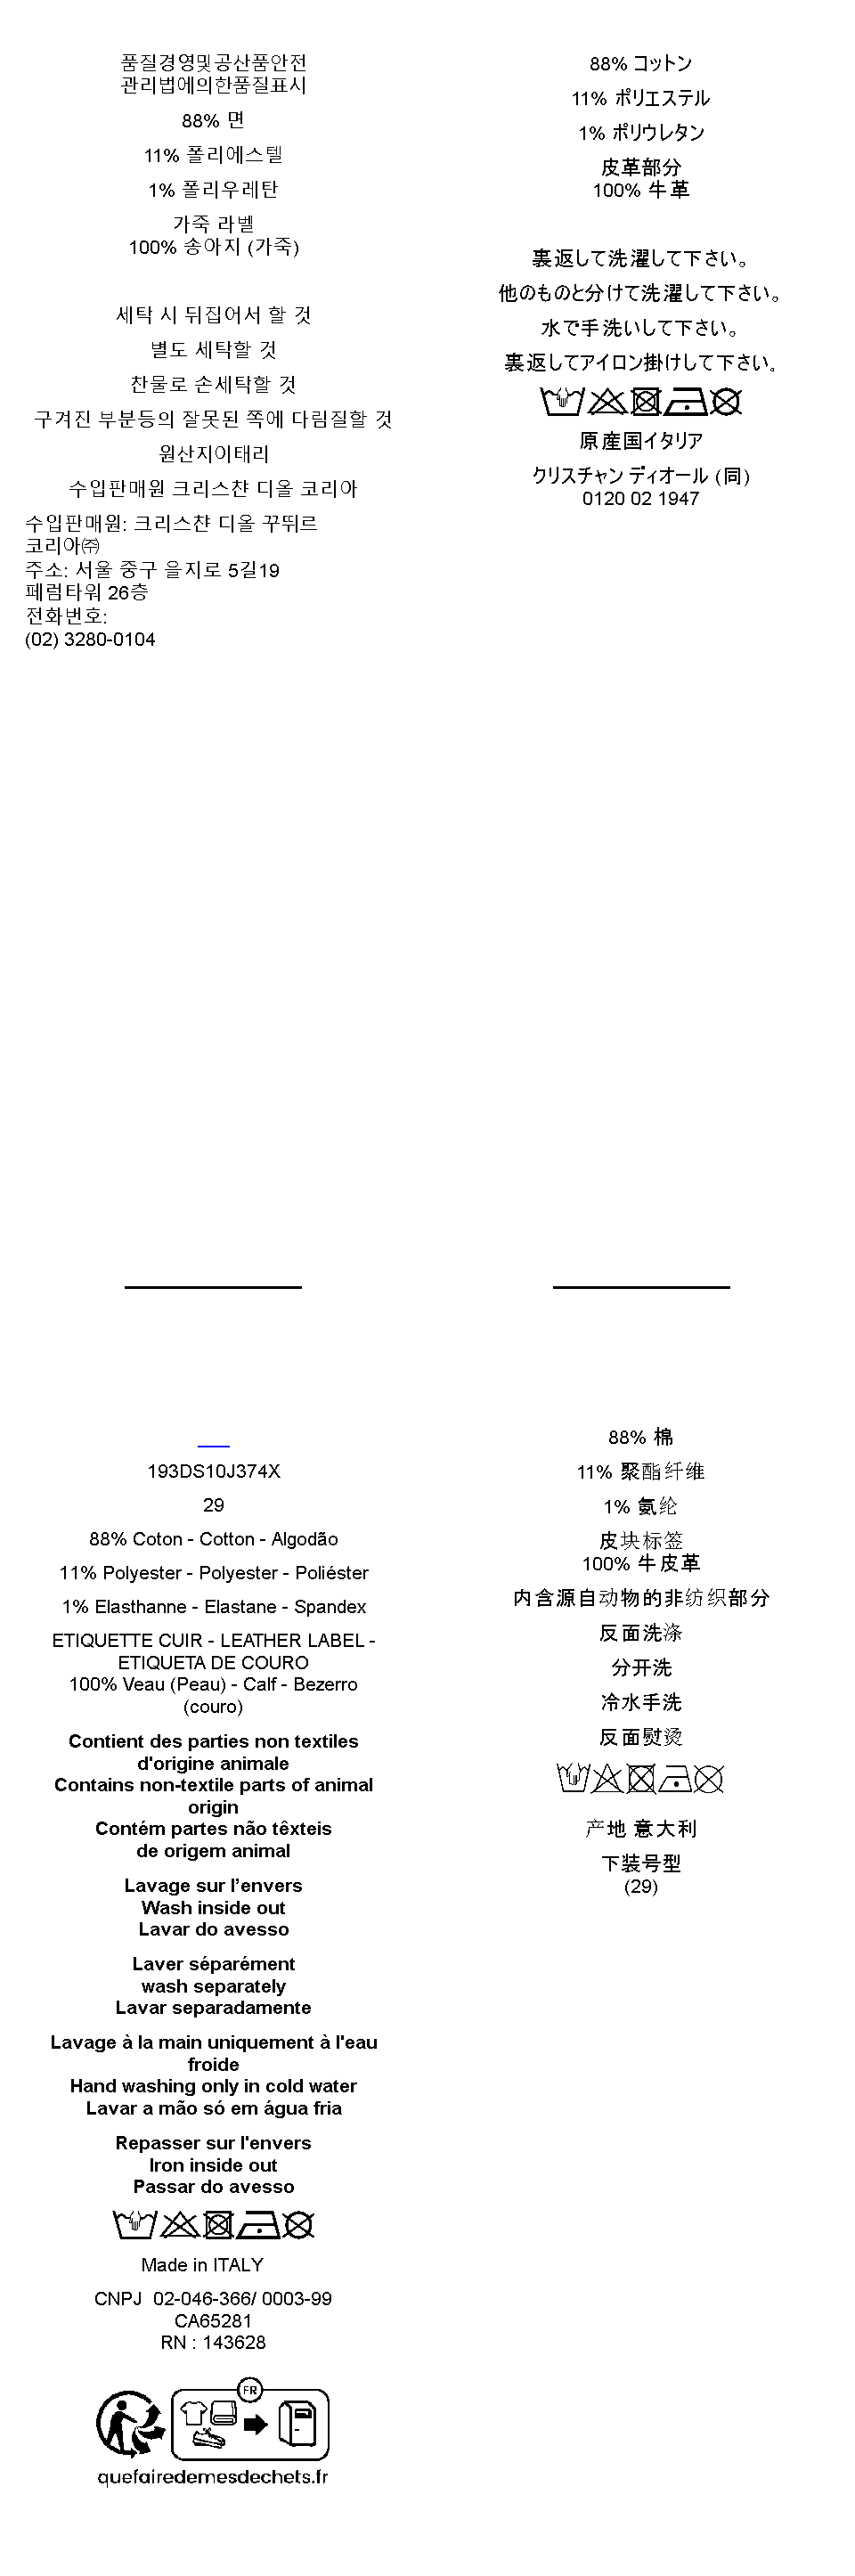 품질경영및공산품안전
관리법에의한품질표시
88% 면
11% 폴리에스텔
1% 폴리우레탄
가죽 라벨
100% 송아지 (가죽)
세탁 시 뒤집어서 할 것
별도 세탁할 것
찬물로 손세탁할 것
구겨진 부분등의 잘못된 쪽에 다림질할 것
원산지이태리
수입판매원 크리스챤 디올 코리아
수입판매원: 크리스챤 디올 꾸뛰르
코리아㈜
주소: 서울 중구 을지로 5길19
페럼타워 26층
전화번호:
(02) 3280-0104
88% コットン
11% ポリエステル
1% ポリウレタン
皮革部分
100% 牛革
裏返して洗濯して下さい。
他のものと分けて洗濯して下さい。
水で手洗いして下さい。
裏返してアイロン掛けして下さい。
原産国イタリア
クリスチャン ディオール (同)
0120 02 1947
193DS10J374X
29
88% Coton - Cotton - Algodão
11% Polyester - Polyester - Poliéster
1% Elasthanne - Elastane - Spandex
ETIQUETTE CUIR - LEATHER LABEL -
ETIQUETA DE COURO
100% Veau (Peau) - Calf - Bezerro
(couro)
Contient des parties non textiles
d'origine animale
Contains non-textile parts of animal
origin
Contém partes não têxteis
de origem animal
Lavage sur l’envers
Wash inside out
Lavar do avesso
Laver séparément
wash separately
Lavar separadamente
Lavage à la main uniquement à l'eau
froide
Hand washing only in cold water
Lavar a mão só em água fria
Repasser sur l'envers
Iron inside out
Passar do avesso
Made in ITALY
CNPJ 02-046-366/ 0003-99
CA65281
RN : 143628
FR
quefairedemesdechets.fr
88% 棉
11% 聚酯纤维
1% 氨纶
皮块标签
100% 牛皮革
内含源自动物的非纺织部分
反面洗涤
分开洗
冷水手洗
反面熨烫
产地 意大利
下装号型
(29)